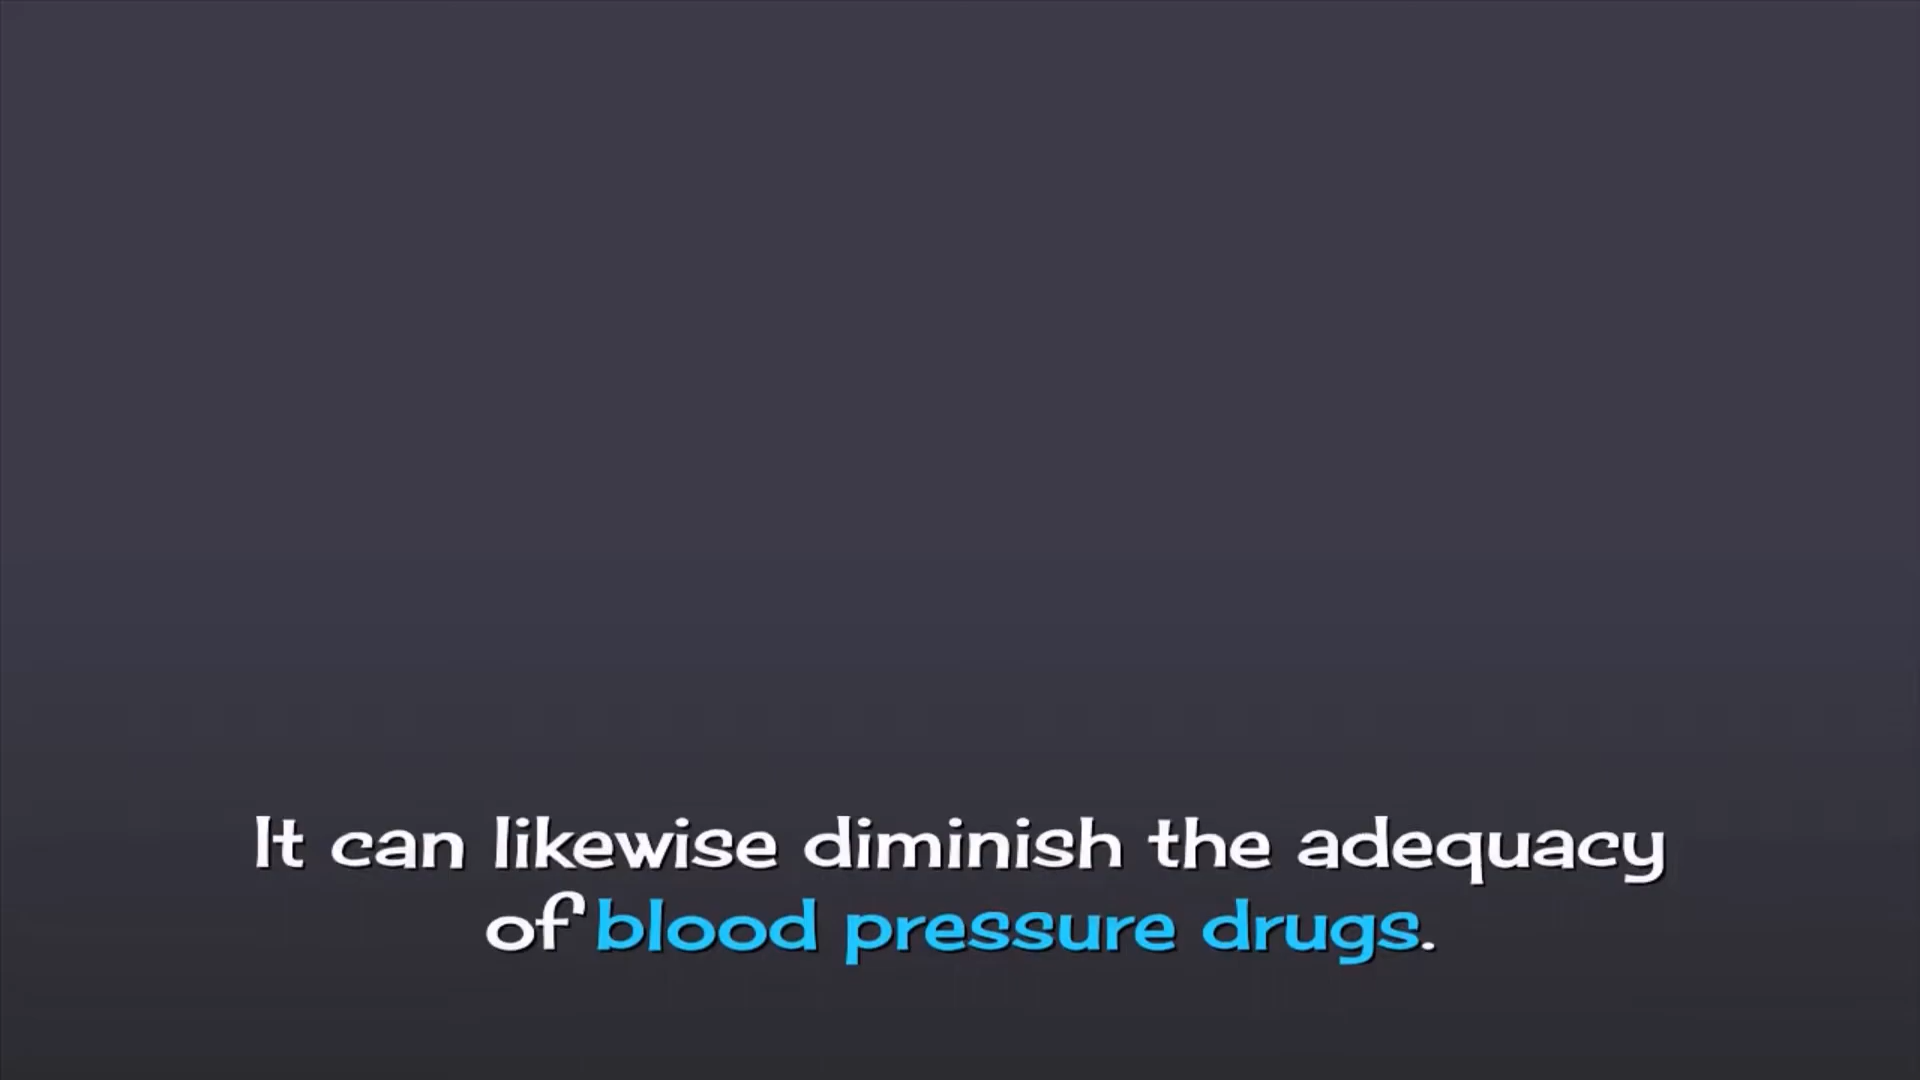 It can likewise diminish the adequacy
of blood pressure drugs.